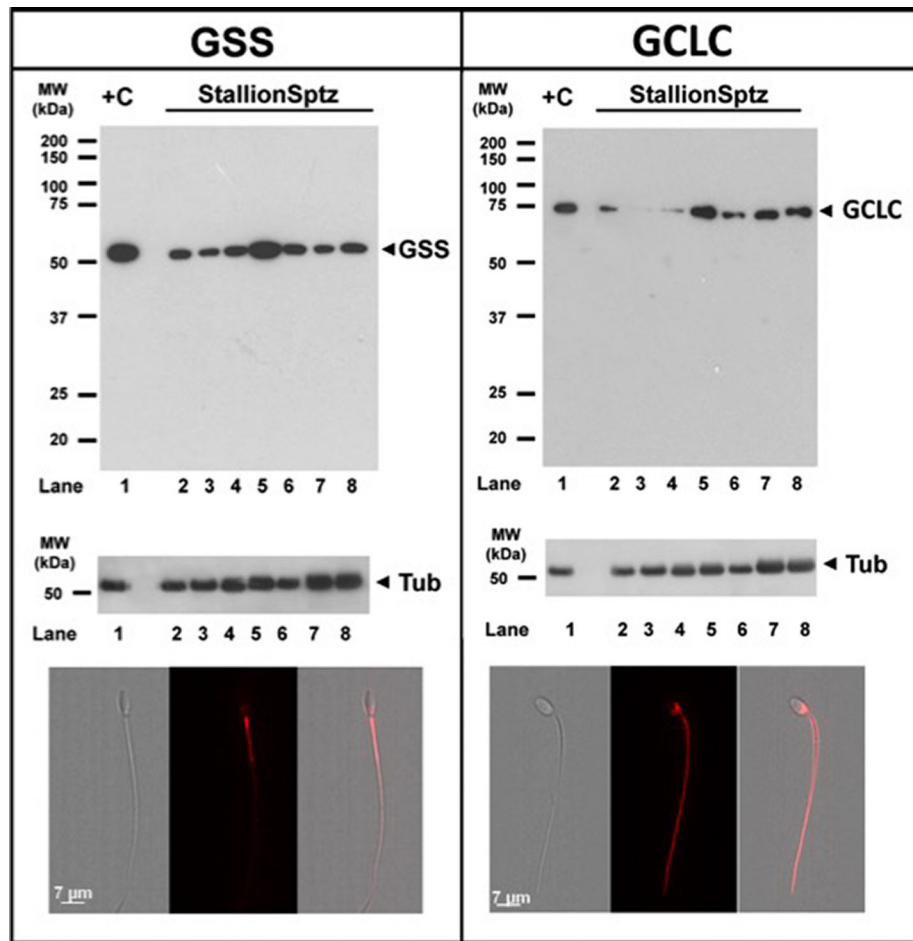 GSS
MW
(kDa)
+C
StallionSptz
200
150
100
75
50
37
25
20
GSS
Lane 1 2 3 4 5 6 7 8
MW
(kDa)
50
Tub
Lane 1 2 3 4 5 6 7 8
7 µm
GCLC
MW
(kDa)
+C
StallionSptz
200
150
100
75
50
37
25
20
GCLC
Lane 1 2 3 4 5 6 7 8
MW
(kDa)
50
Tub
Lane 1 2 3 4 5 6 7 8
7 µm